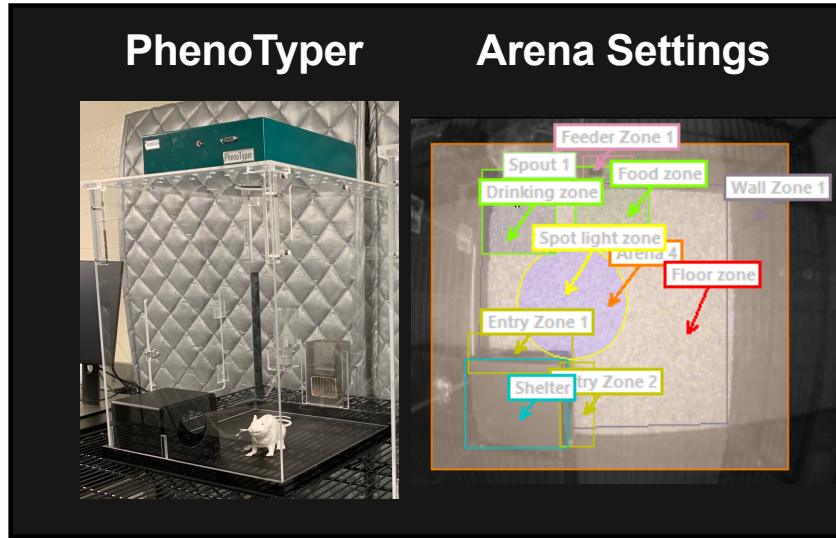 PhenoTyper
Arena Settings
PhenoTyper
Feeder Zone 1
Spout 1
Food zone
Drinking zone
Wall Zone 1
Spot light zone
Arena 4
Floor zone
Entry Zone 1
Shelter
try Zone 2